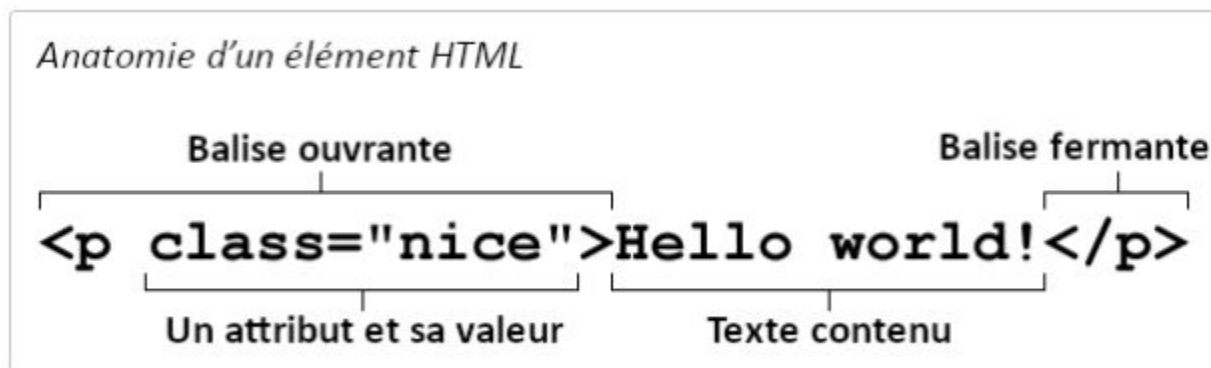 Anatomie d’un élément HTML
Balise ouvrante Balise fermante
<p class="nice">Hello world!</p>
Un attribut et sa valeur Texte contenu